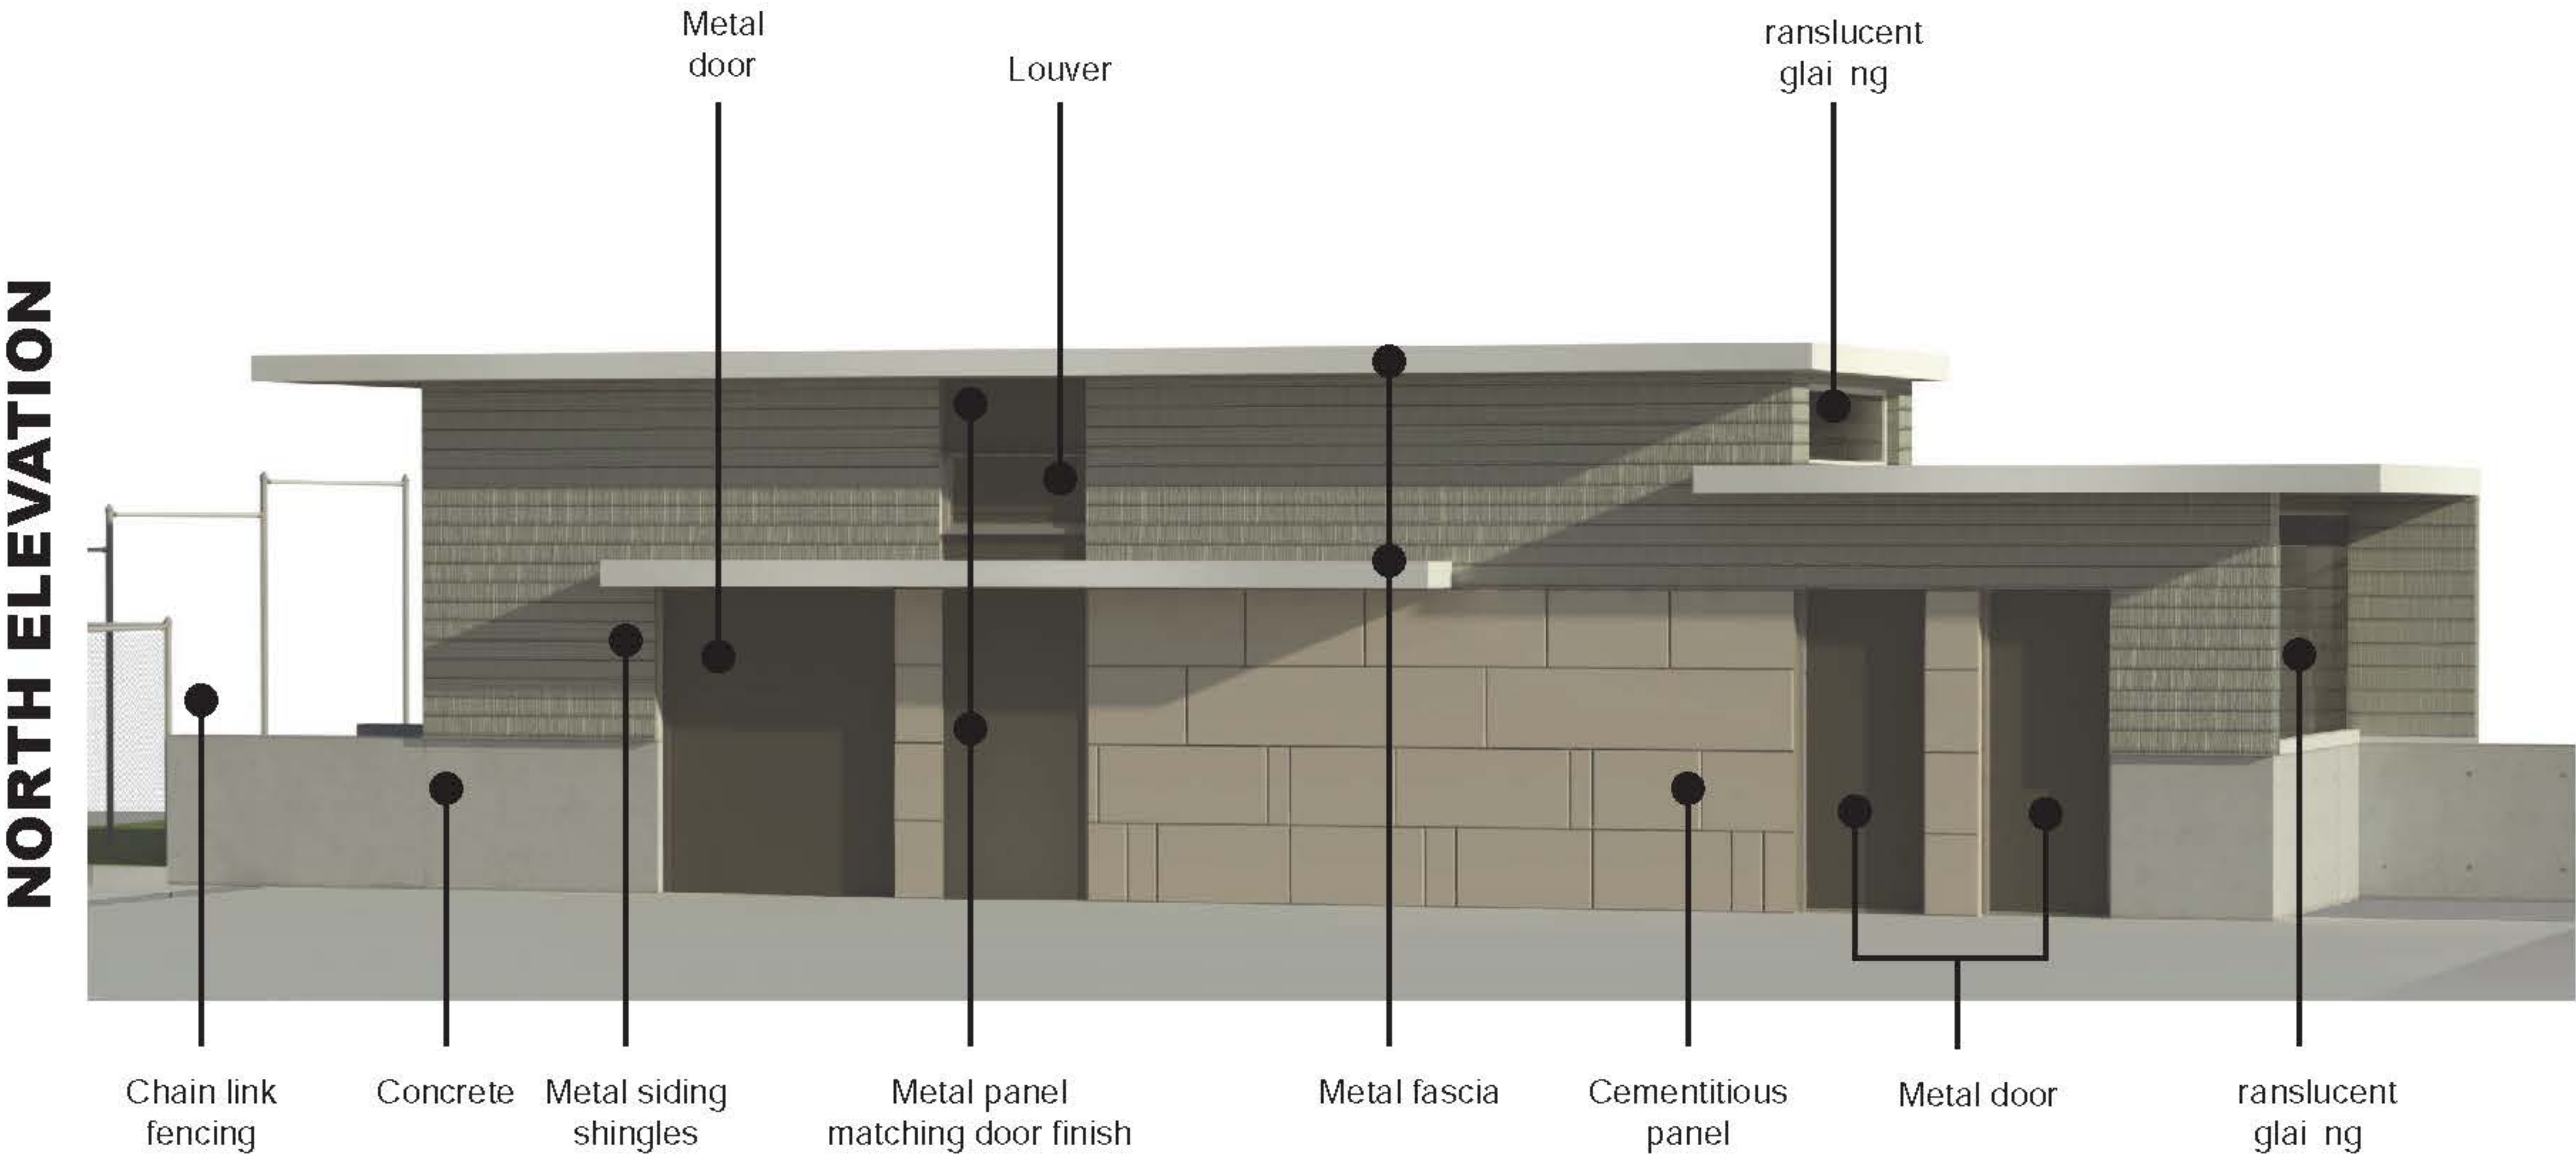 Metal
door
Louver
ranslucent
glai ng
NORTH ELEVATION
Chain link
fencing
Concrete
Metal siding
shingles
Metal panel
matching door finish
Metal fascia
Cementitious
panel
Metal door
ranslucent
glai ng